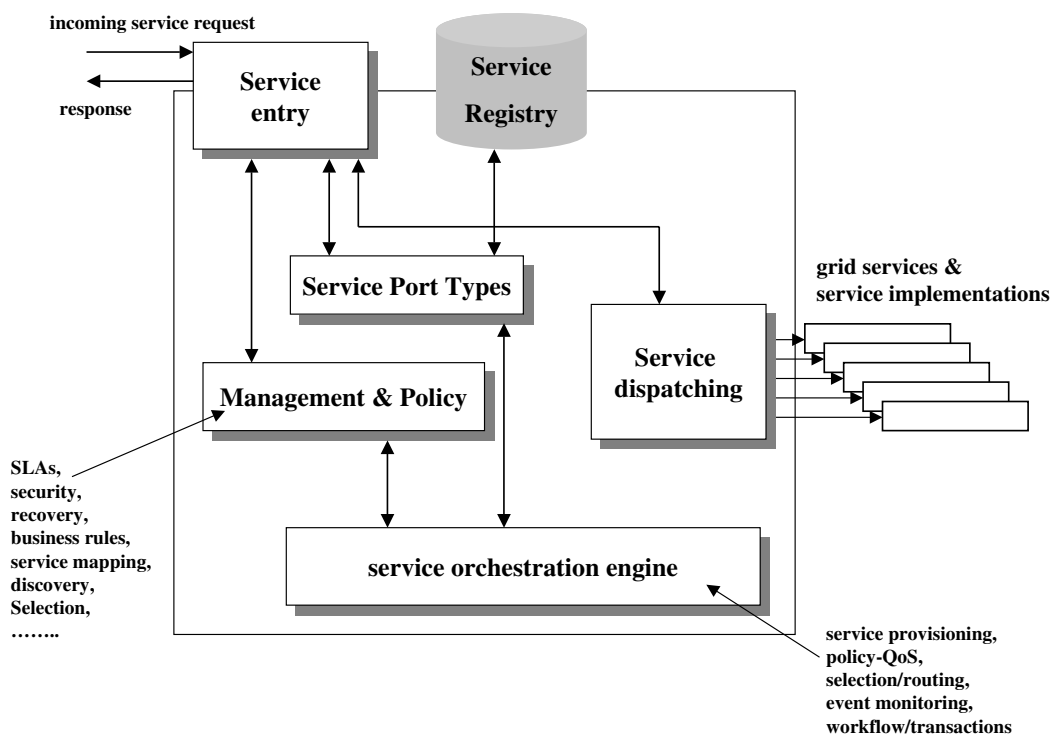 incoming service request
response
Service
entry
Service
Registry
Service Port Types
grid services &
service implementations
Service
dispatching
Management & Policy
SLAs,
security,
recovery,
business rules,
service mapping,
discovery,
Selection,
……..
service orchestration engine
service provisioning,
policy-QoS,
selection/routing,
event monitoring,
workflow/transactions